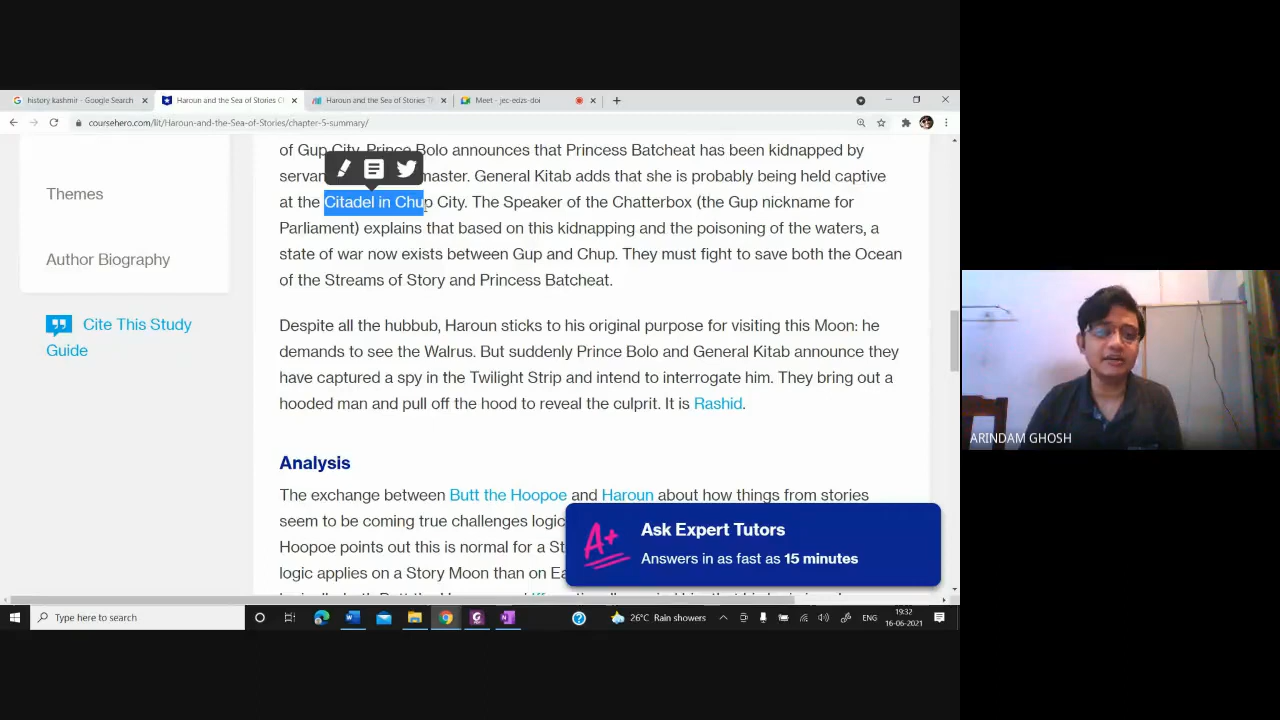 history kashmir - Google Search
Haroun and the Sea of Stories C
Haroun and the Sea of Stories T
Meet - jec-edzs-doi
coursehero.com/lit/Haroun-and-the-Sea-of-Stories/chapter-5-summary/
Themes
Author Biography
Cite This Study
Guide
of Gup City. Prince Bolo announces that Princess Batcheat has been kidnapped by
master. General Kitab adds that she is probably being held captive
at the Citadel in Chup City. The Speaker of the Chatterbox (the Gup nickname for
Parliament) explains that based on this kidnapping and the poisoning of the waters, a
state of war now exists between Gup and Chup. They must fight to save both the Ocean
of the Streams of Story and Princess Batcheat.
Despite all the hubbub, Haroun sticks to his original purpose for visiting this Moon: he
demands to see the Walrus. But suddenly Prince Bolo and General Kitab announce they
have captured a spy in the Twilight Strip and intend to interrogate him. They bring out a
hooded man and pull off the hood to reveal the culprit. It is Rashid.
Analysis
The exchange between Butt the Hoopoe and Haroun about how things from stories
seem to be coming true challenges logic
Hoopoe points out this is normal for a St
logic applies on a Story Moon than on Ea
Ask Expert Tutors
Answers in as fast as 15 minutes
A+
ARINDAM GHOSH
Type here to search
26°C Rain showers
ENG
19:32
16-06-2021